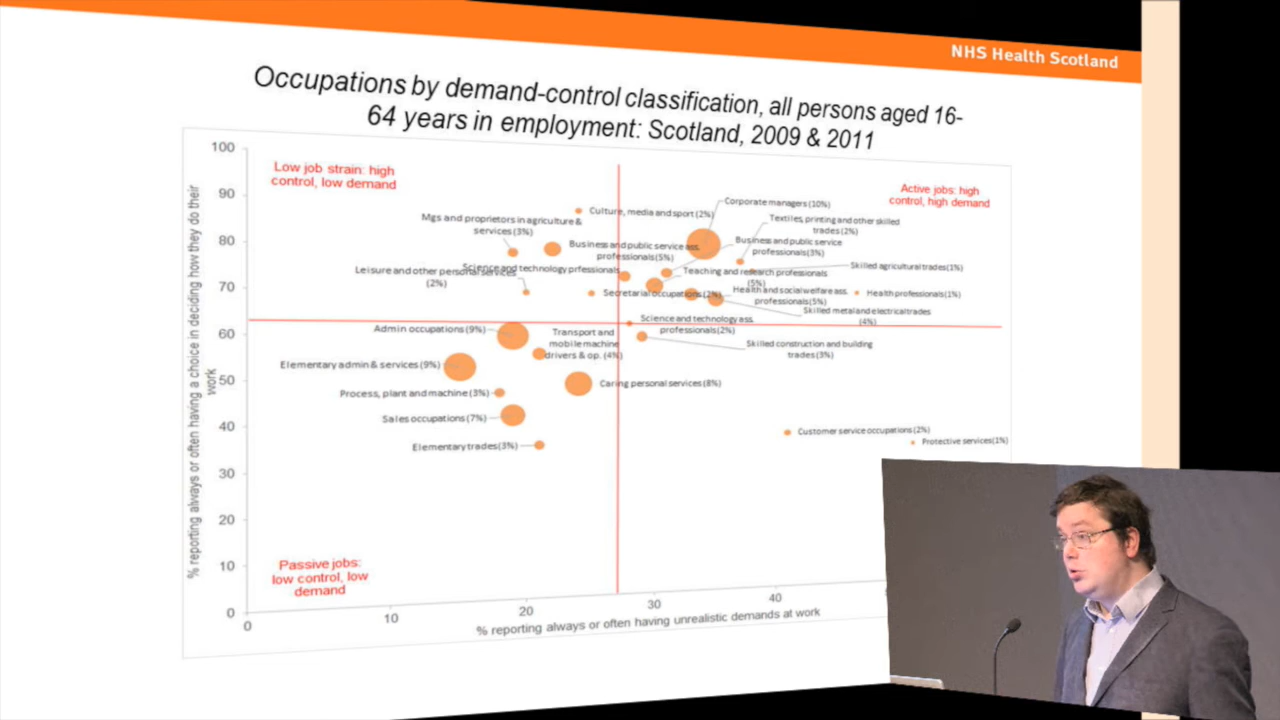 NHS Health Scotland
Occupations by demand-control classification, all persons aged 16-
64 years in employment: Scotland, 2009 & 2011
100
90
80
70
60
50
40
30
20
10
0
% reporting always or often having a choice in deciding how they do their
work
Low job strain: high
control, low demand
Active jobs: high
control, high demand
Corporate managers (10%)
Culture, media and sport (2%)
Mgs and proprietors in agriculture &
services (3%)
Textiles, printing and other skilled
trades (2%)
Business and public service ass.
professionals(5%)
Business and public service
professionals(3%)
Leisure and other personal services
(2%)
Science and technology prfessionals
Teaching and research professionals
(5%)
Skilled agricultural trades(1%)
Secretarial occupations (2%)
Health and social welfare ass.
professionals(5%)
Health professionals (1%)
Skilled metal and electrical trades
(4%)
Science and technology ass.
professionals(2%)
Admin occupations (9%)
Transport and
mobile machine
drivers & op. (4%)
Skilled construction and building
trades (3%)
Elementary admin & services (9%)
Caring personal services (8%)
Process, plant and machine (3%)
Sales occupations (7%)
Elementary trades (3%)
Customer service occupations (2%)
Protective services (1%)
Passive jobs:
low control, low
demand
0
10
20
30
40
% reporting always or often having unrealistic demands at work